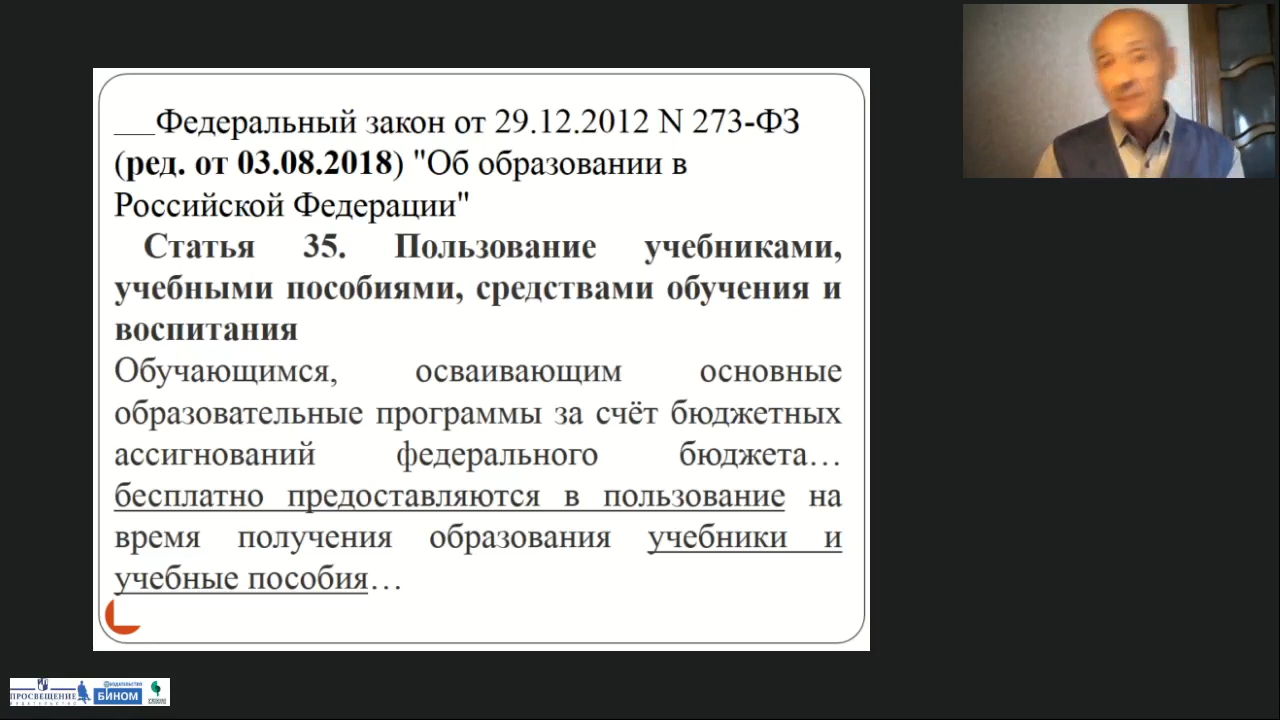 ___Федеральный закон от 29.12.2012 N 273-ФЗ
(ред. от 03.08.2018) "Об образовании в
Российской Федерации"
Статья 35. Пользование учебниками,
учебными пособиями, средствами обучения и
воспитания
Обучающимся, осваивающим основные
образовательные программы за счёт бюджетных
ассигнований федерального бюджета…
бесплатно предоставляются в пользование на
время получения образования учебники и
учебные пособия…
ПРОСВЕЩЕНИЕ
ИЗДАТЕЛЬСТВО
ИЗДАТЕЛЬСТВО
БИНОМ